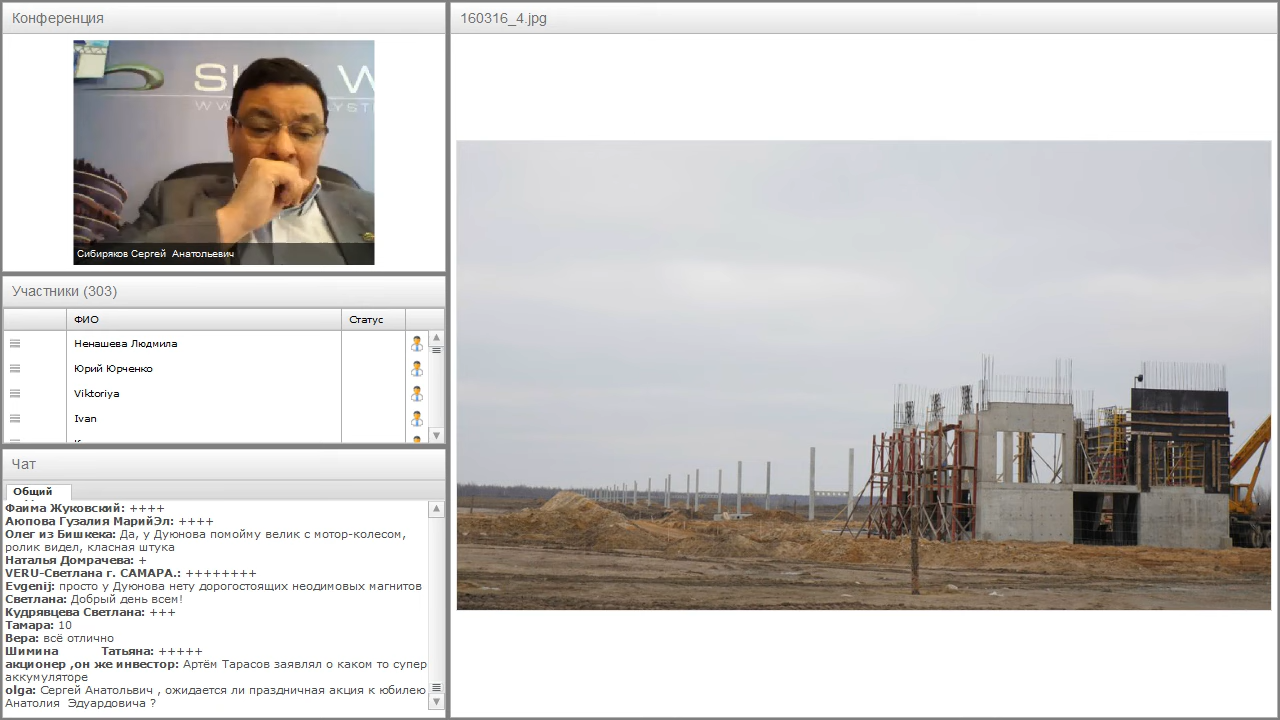 Конференция
160316_4.jpg
Сибиряков Сергей Анатольевич
Участники (303)
ФИО Статус
Ненашева Людмила
Юрий Юрченко
Viktoriya
Ivan
Чат
Общий
Фаима Жуковский: ++++
Аюпова Гузалия МарийЭл: ++++
Олег из Бишкека: Да, у Дуюнова помойму велик с мотор-колесом,
ролик видел, класная штука
Наталья Домрачева: +
VERU-Светлана г. САМАРА.: ++++++++
Evgenij: просто у Дуюнова нету дорогостоящих неодимовых магнитов
Светлана: Добрый день всем!
Кудрявцева Светлана: +++
Тамара: 10
Вера: всё отлично
Шимина Татьяна: +++++
акционер ,он же инвестор: Артём Тарасов заявлял о каком то супер
аккумуляторе
olga: Сергей Анатольвич , ожидается ли праздничная акция к юбилею
Анатолия Эдуардовича ?